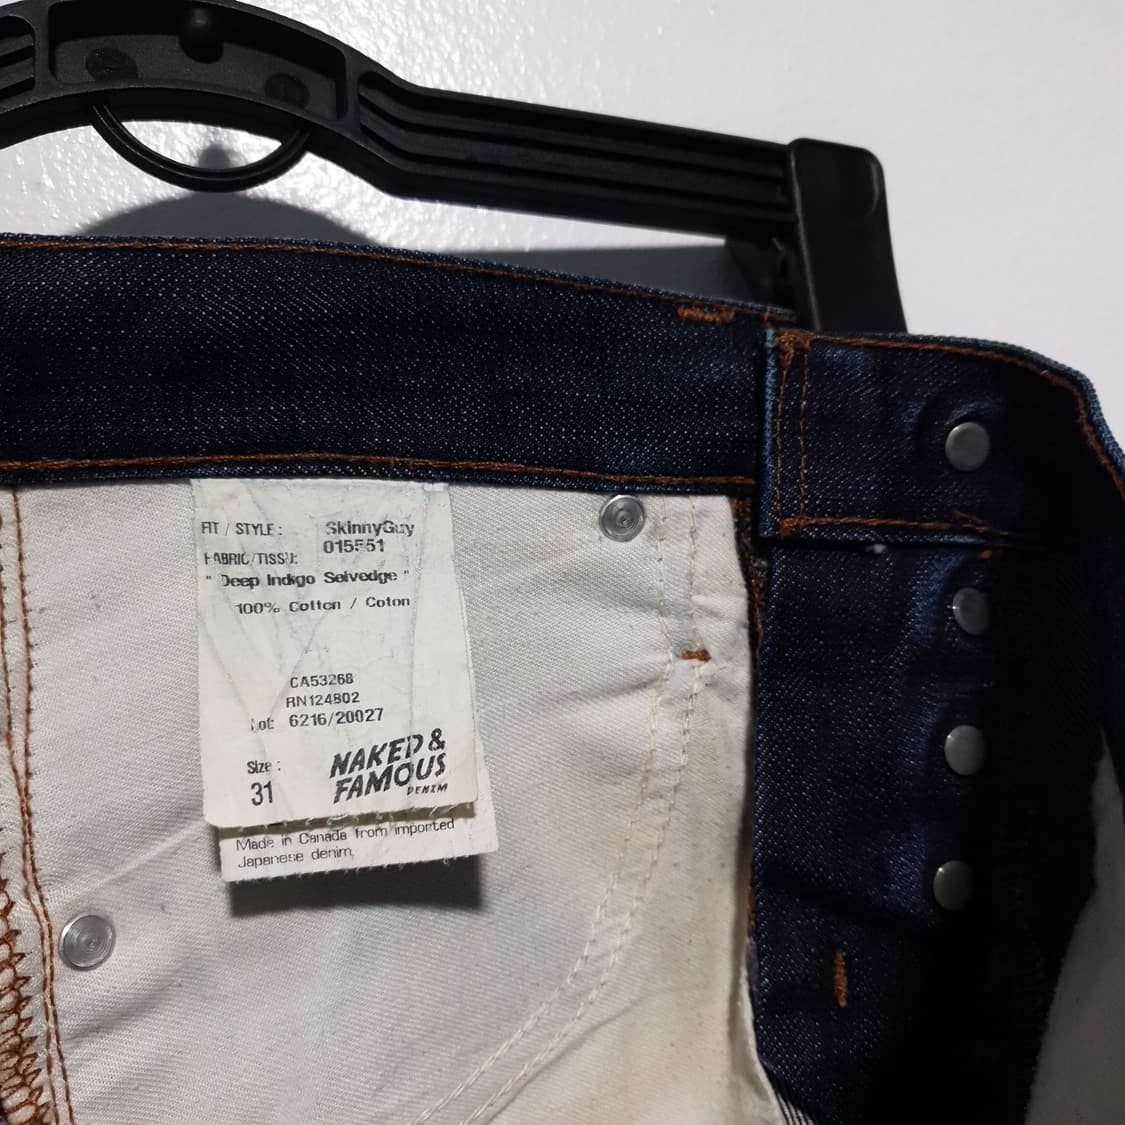 FIT / STYLE: SkinnyGuy
015551
FABRIC/TISSU:
" Deep Indigo Selvedge "
100% Cotton / Coton
CA53268
RN124802
Lot: 6216/20027
Size :
31
NAKED &
FAMOUS
DENIM
Made in Canada from imported
Japanese denim.